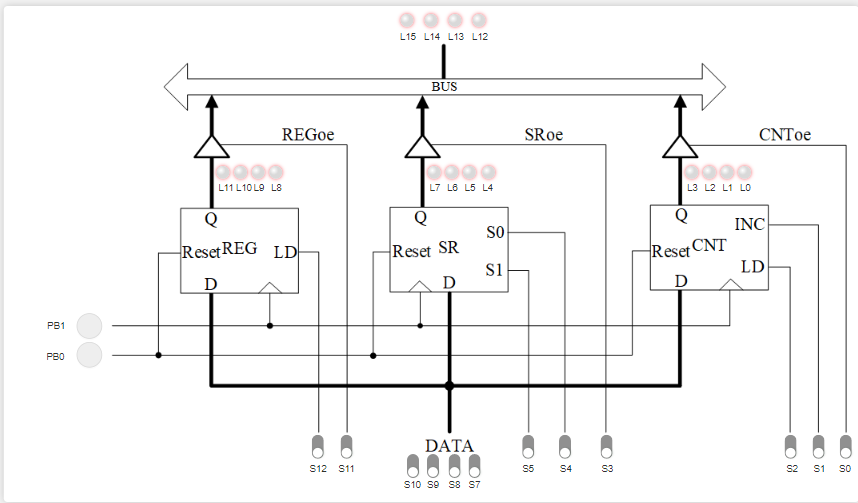 L15 L14 L13 L12
BUS
REGoe SRoe CNToe
L11 L10 L9 L8 L7 L6 L5 L4 L3 L2 L1 L0
Q Q Q
S0 INC
Reset REG LD Reset SR Reset CNT
S1 LD
D D D
PB1
PB0
DATA
S12 S11 S5 S4 S3 S2 S1 S0
S10 S9 S8 S7